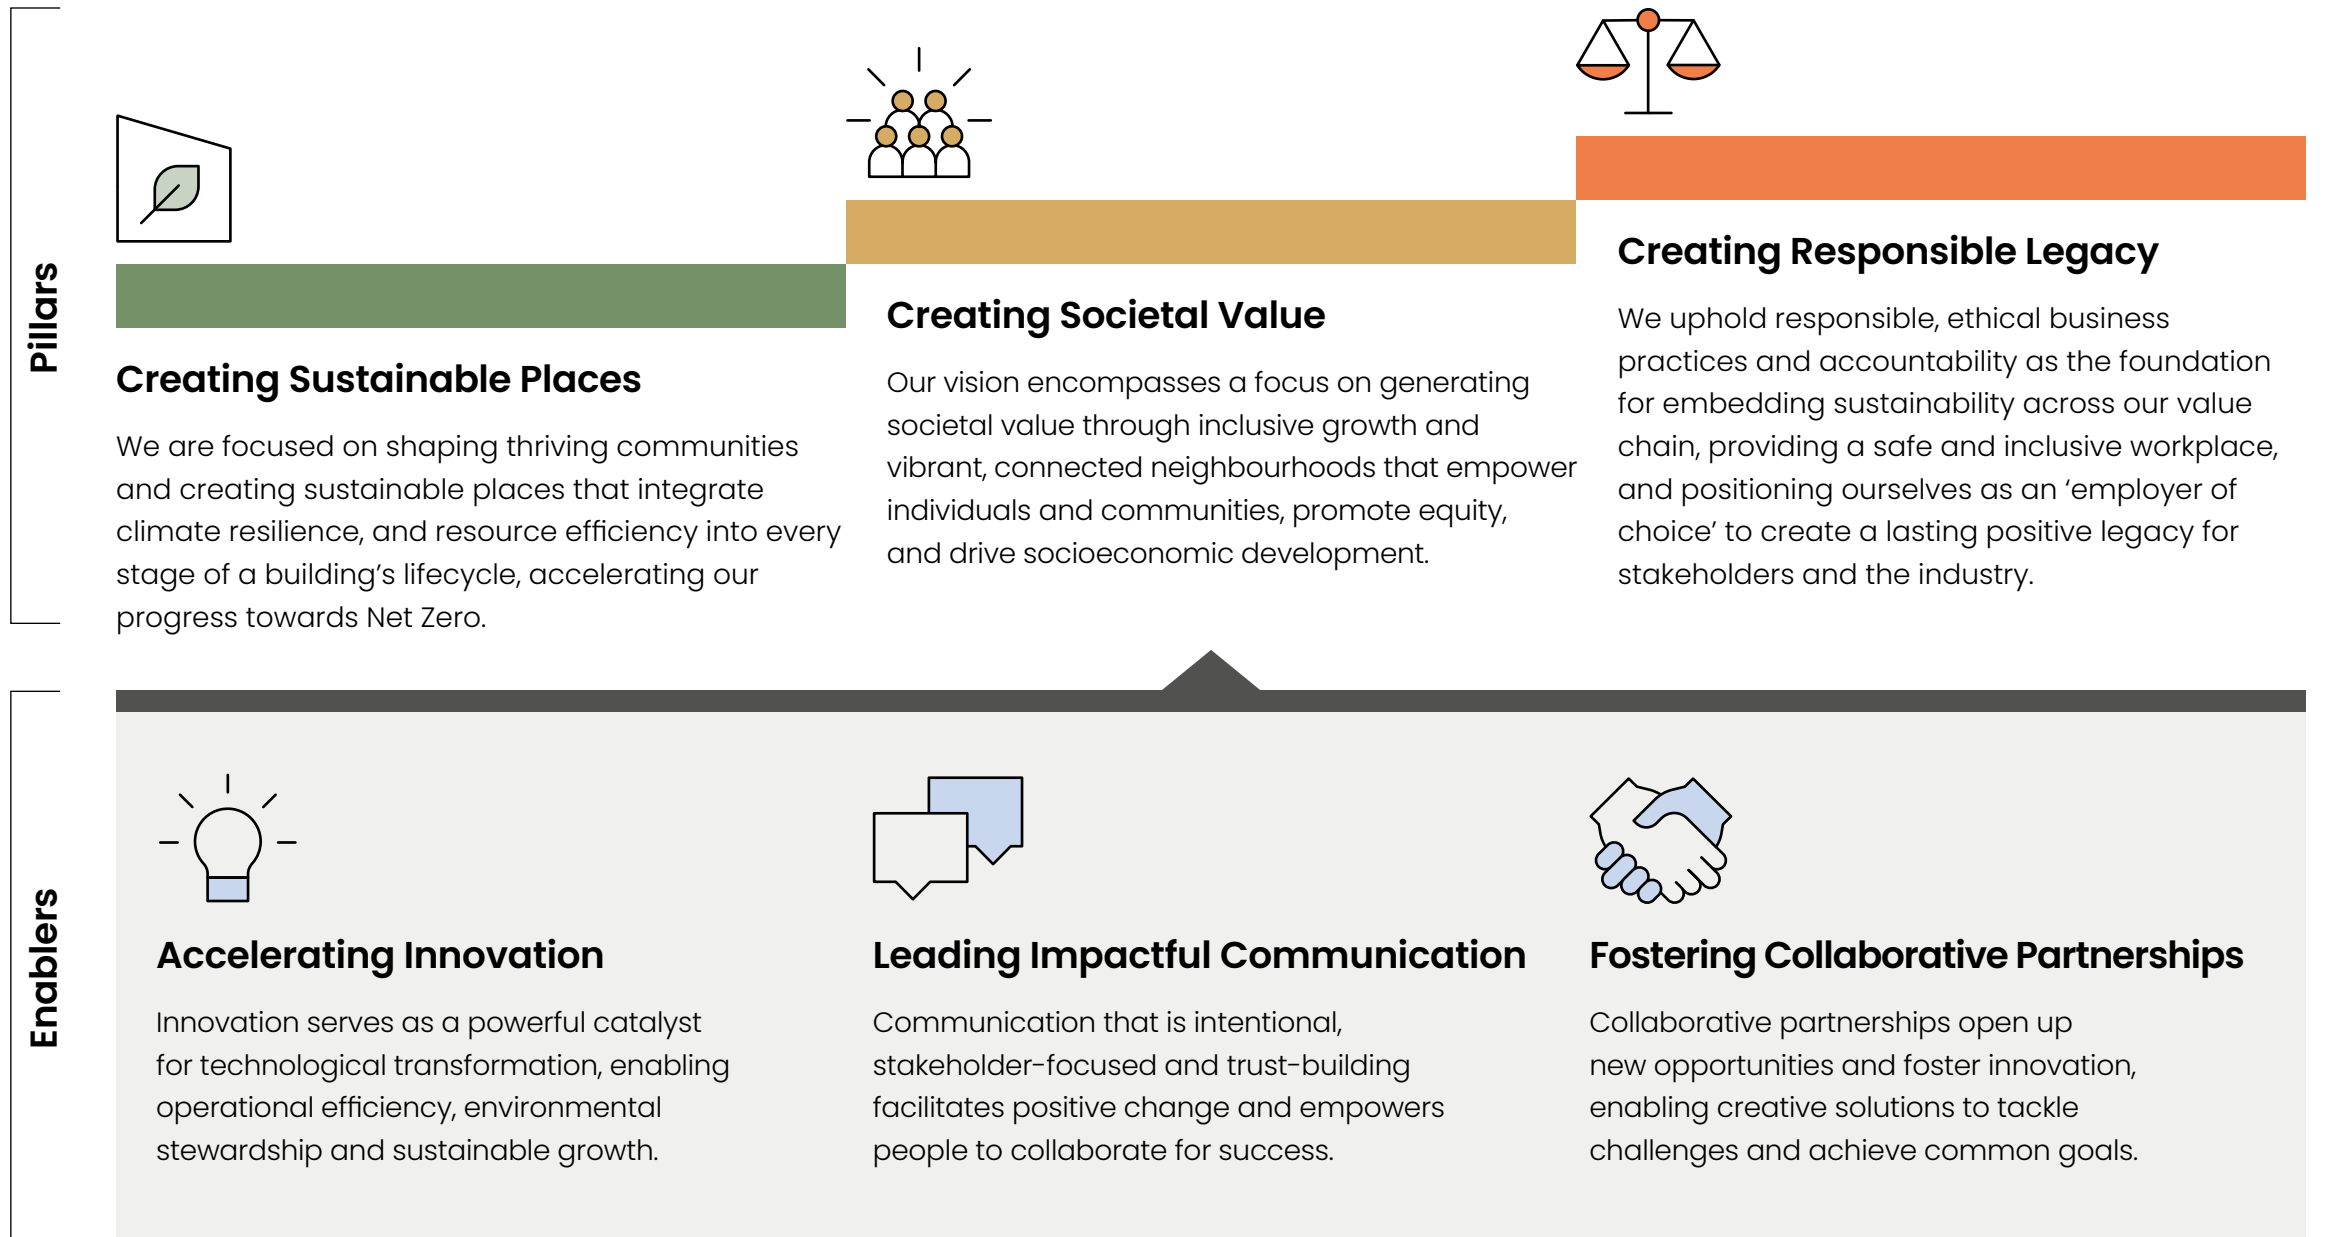 Pillars
Creating Sustainable Places
We are focused on shaping thriving communities
and creating sustainable places that integrate
climate resilience, and resource efficiency into every
stage of a building’s lifecycle, accelerating our
progress towards Net Zero.
Creating Societal Value
Our vision encompasses a focus on generating
societal value through inclusive growth and
vibrant, connected neighbourhoods that empower
individuals and communities, promote equity,
and drive socioeconomic development.
Creating Responsible Legacy
We uphold responsible, ethical business
practices and accountability as the foundation
for embedding sustainability across our value
chain, providing a safe and inclusive workplace,
and positioning ourselves as an ‘employer of
choice’ to create a lasting positive legacy for
stakeholders and the industry.
Enablers
Accelerating Innovation
Innovation serves as a powerful catalyst
for technological transformation, enabling
operational efficiency, environmental
stewardship and sustainable growth.
Leading Impactful Communication
Communication that is intentional,
stakeholder-focused and trust-building
facilitates positive change and empowers
people to collaborate for success.
Fostering Collaborative Partnerships
Collaborative partnerships open up
new opportunities and foster innovation,
enabling creative solutions to tackle
challenges and achieve common goals.